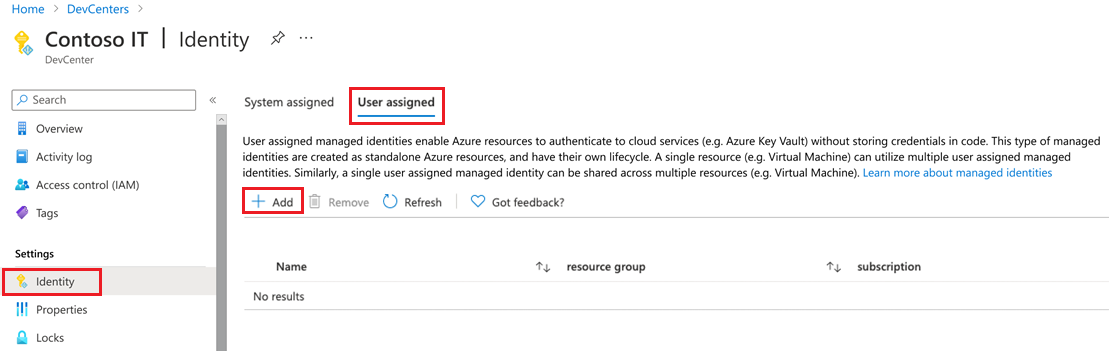 Home > DevCenters >
Contoso IT | Identity ...
DevCenter
Search
«
System assigned
User assigned
Overview
Activity log
Access control (IAM)
Tags
Settings
Identity
Properties
Locks
User assigned managed identities enable Azure resources to authenticate to cloud services (e.g. Azure Key Vault) without storing credentials in code. This type of managed
identities are created as standalone Azure resources, and have their own lifecycle. A single resource (e.g. Virtual Machine) can utilize multiple user assigned managed
identities. Similarly, a single user assigned managed identity can be shared across multiple resources (e.g. Virtual Machine). Learn more about managed identities
Add Remove Refresh Got feedback?
Name resource group subscription
No results